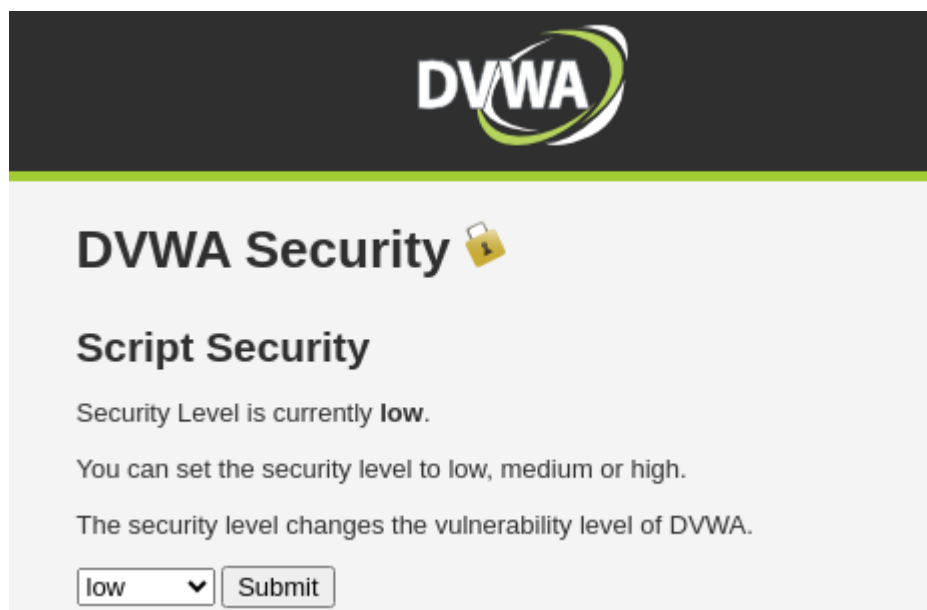 DVWA
DVWA Security
Script Security
Security Level is currently low.
You can set the security level to low, medium or high.
The security level changes the vulnerability level of DVWA.
low Submit